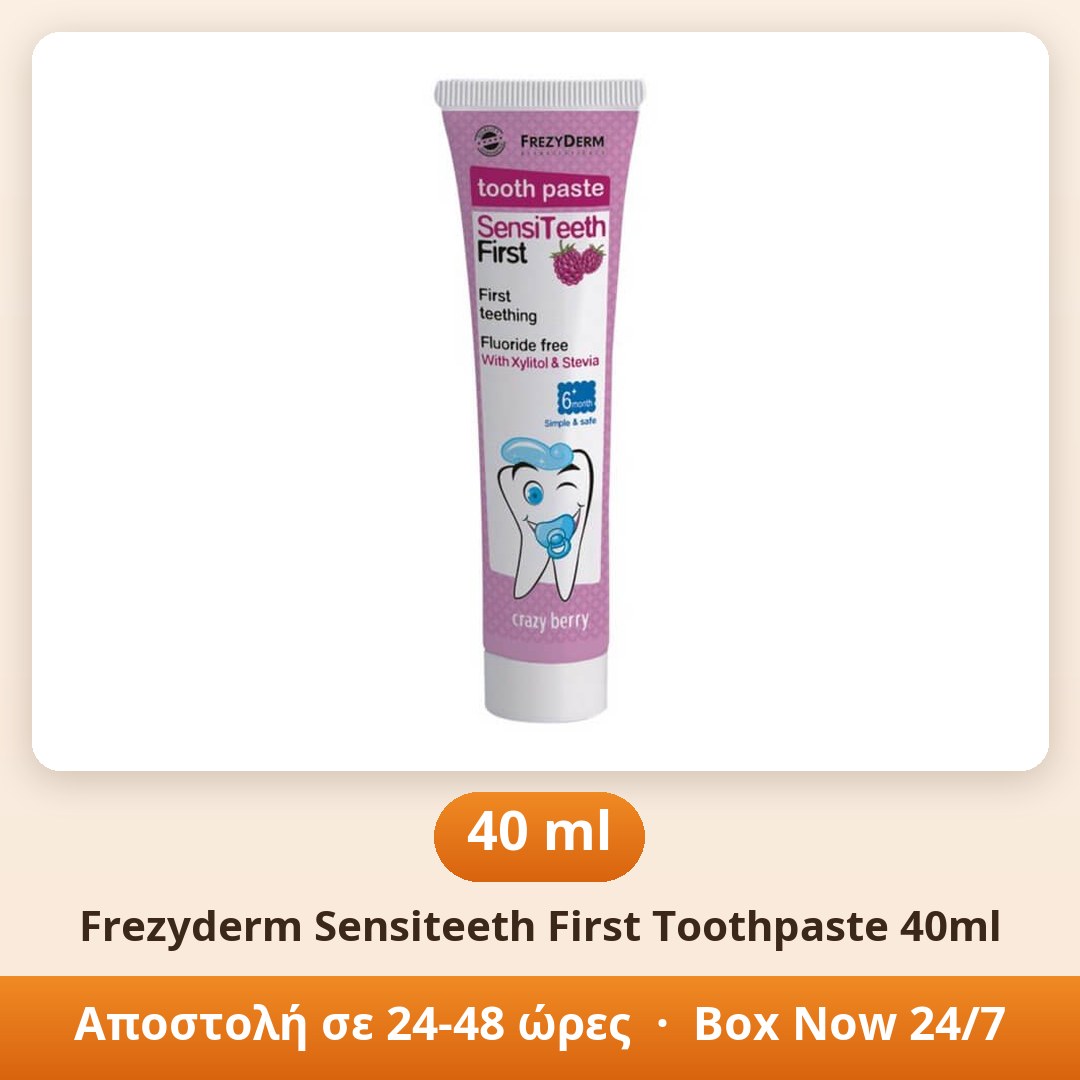 FREZYDERM
tooth paste
SensiTeeth
First
First
teething
Fluoride free
With Xylitol & Stevia
6+
month
Simple & safe
crazy berry
40 ml
Frezyderm Sensiteeth First Toothpaste 40ml
Αποστολή σε 24-48 ώρες · Box Now 24/7